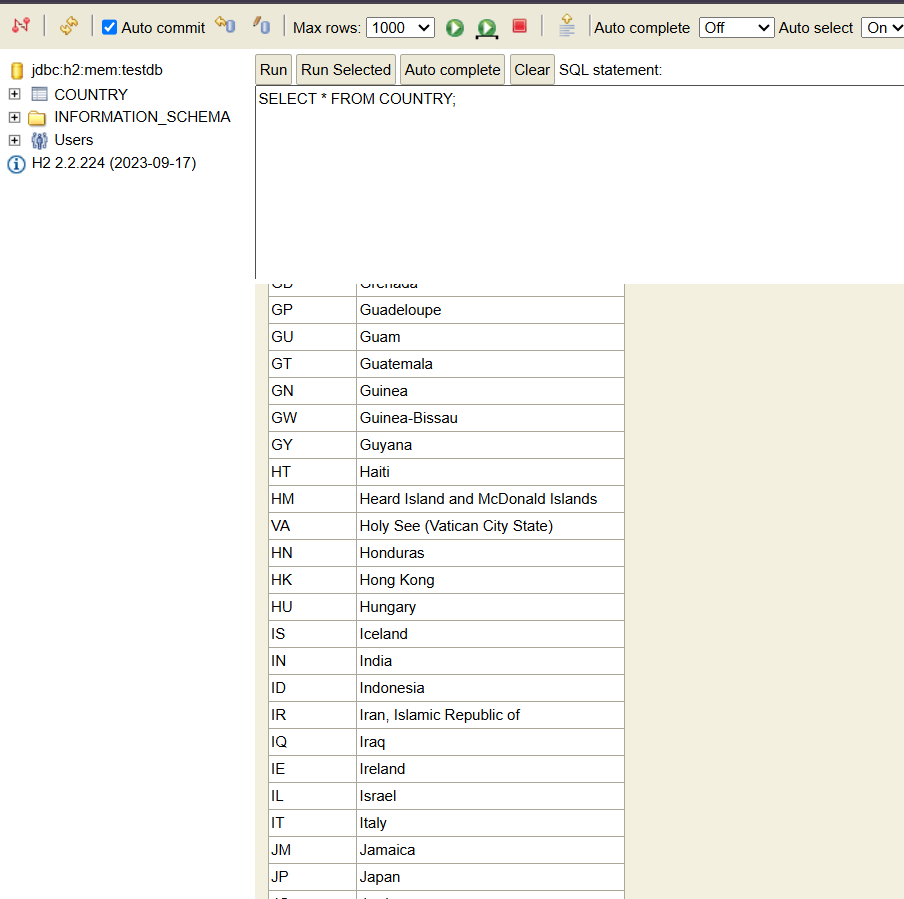 Auto commit Max rows: 1000 Auto complete Off Auto select On
jdbc:h2:mem:testdb
COUNTRY
INFORMATION_SCHEMA
Users
H2 2.2.224 (2023-09-17)
Run Run Selected Auto complete Clear SQL statement:
SELECT * FROM COUNTRY;
GD Grenada
GP Guadeloupe
GU Guam
GT Guatemala
GN Guinea
GW Guinea-Bissau
GY Guyana
HT Haiti
HM Heard Island and McDonald Islands
VA Holy See (Vatican City State)
HN Honduras
HK Hong Kong
HU Hungary
IS Iceland
IN India
ID Indonesia
IR Iran, Islamic Republic of
IQ Iraq
IE Ireland
IL Israel
IT Italy
JM Jamaica
JP Japan